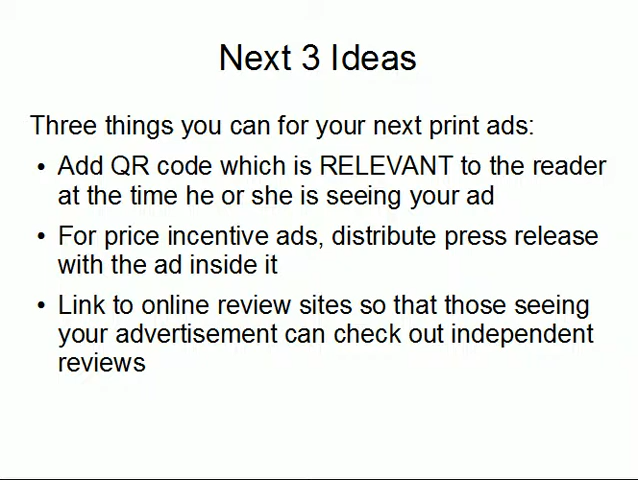 Next 3 Ideas
Three things you can for your next print ads:
• Add QR code which is RELEVANT to the reader
at the time he or she is seeing your ad
• For price incentive ads, distribute press release
with the ad inside it
• Link to online review sites so that those seeing
your advertisement can check out independent
reviews